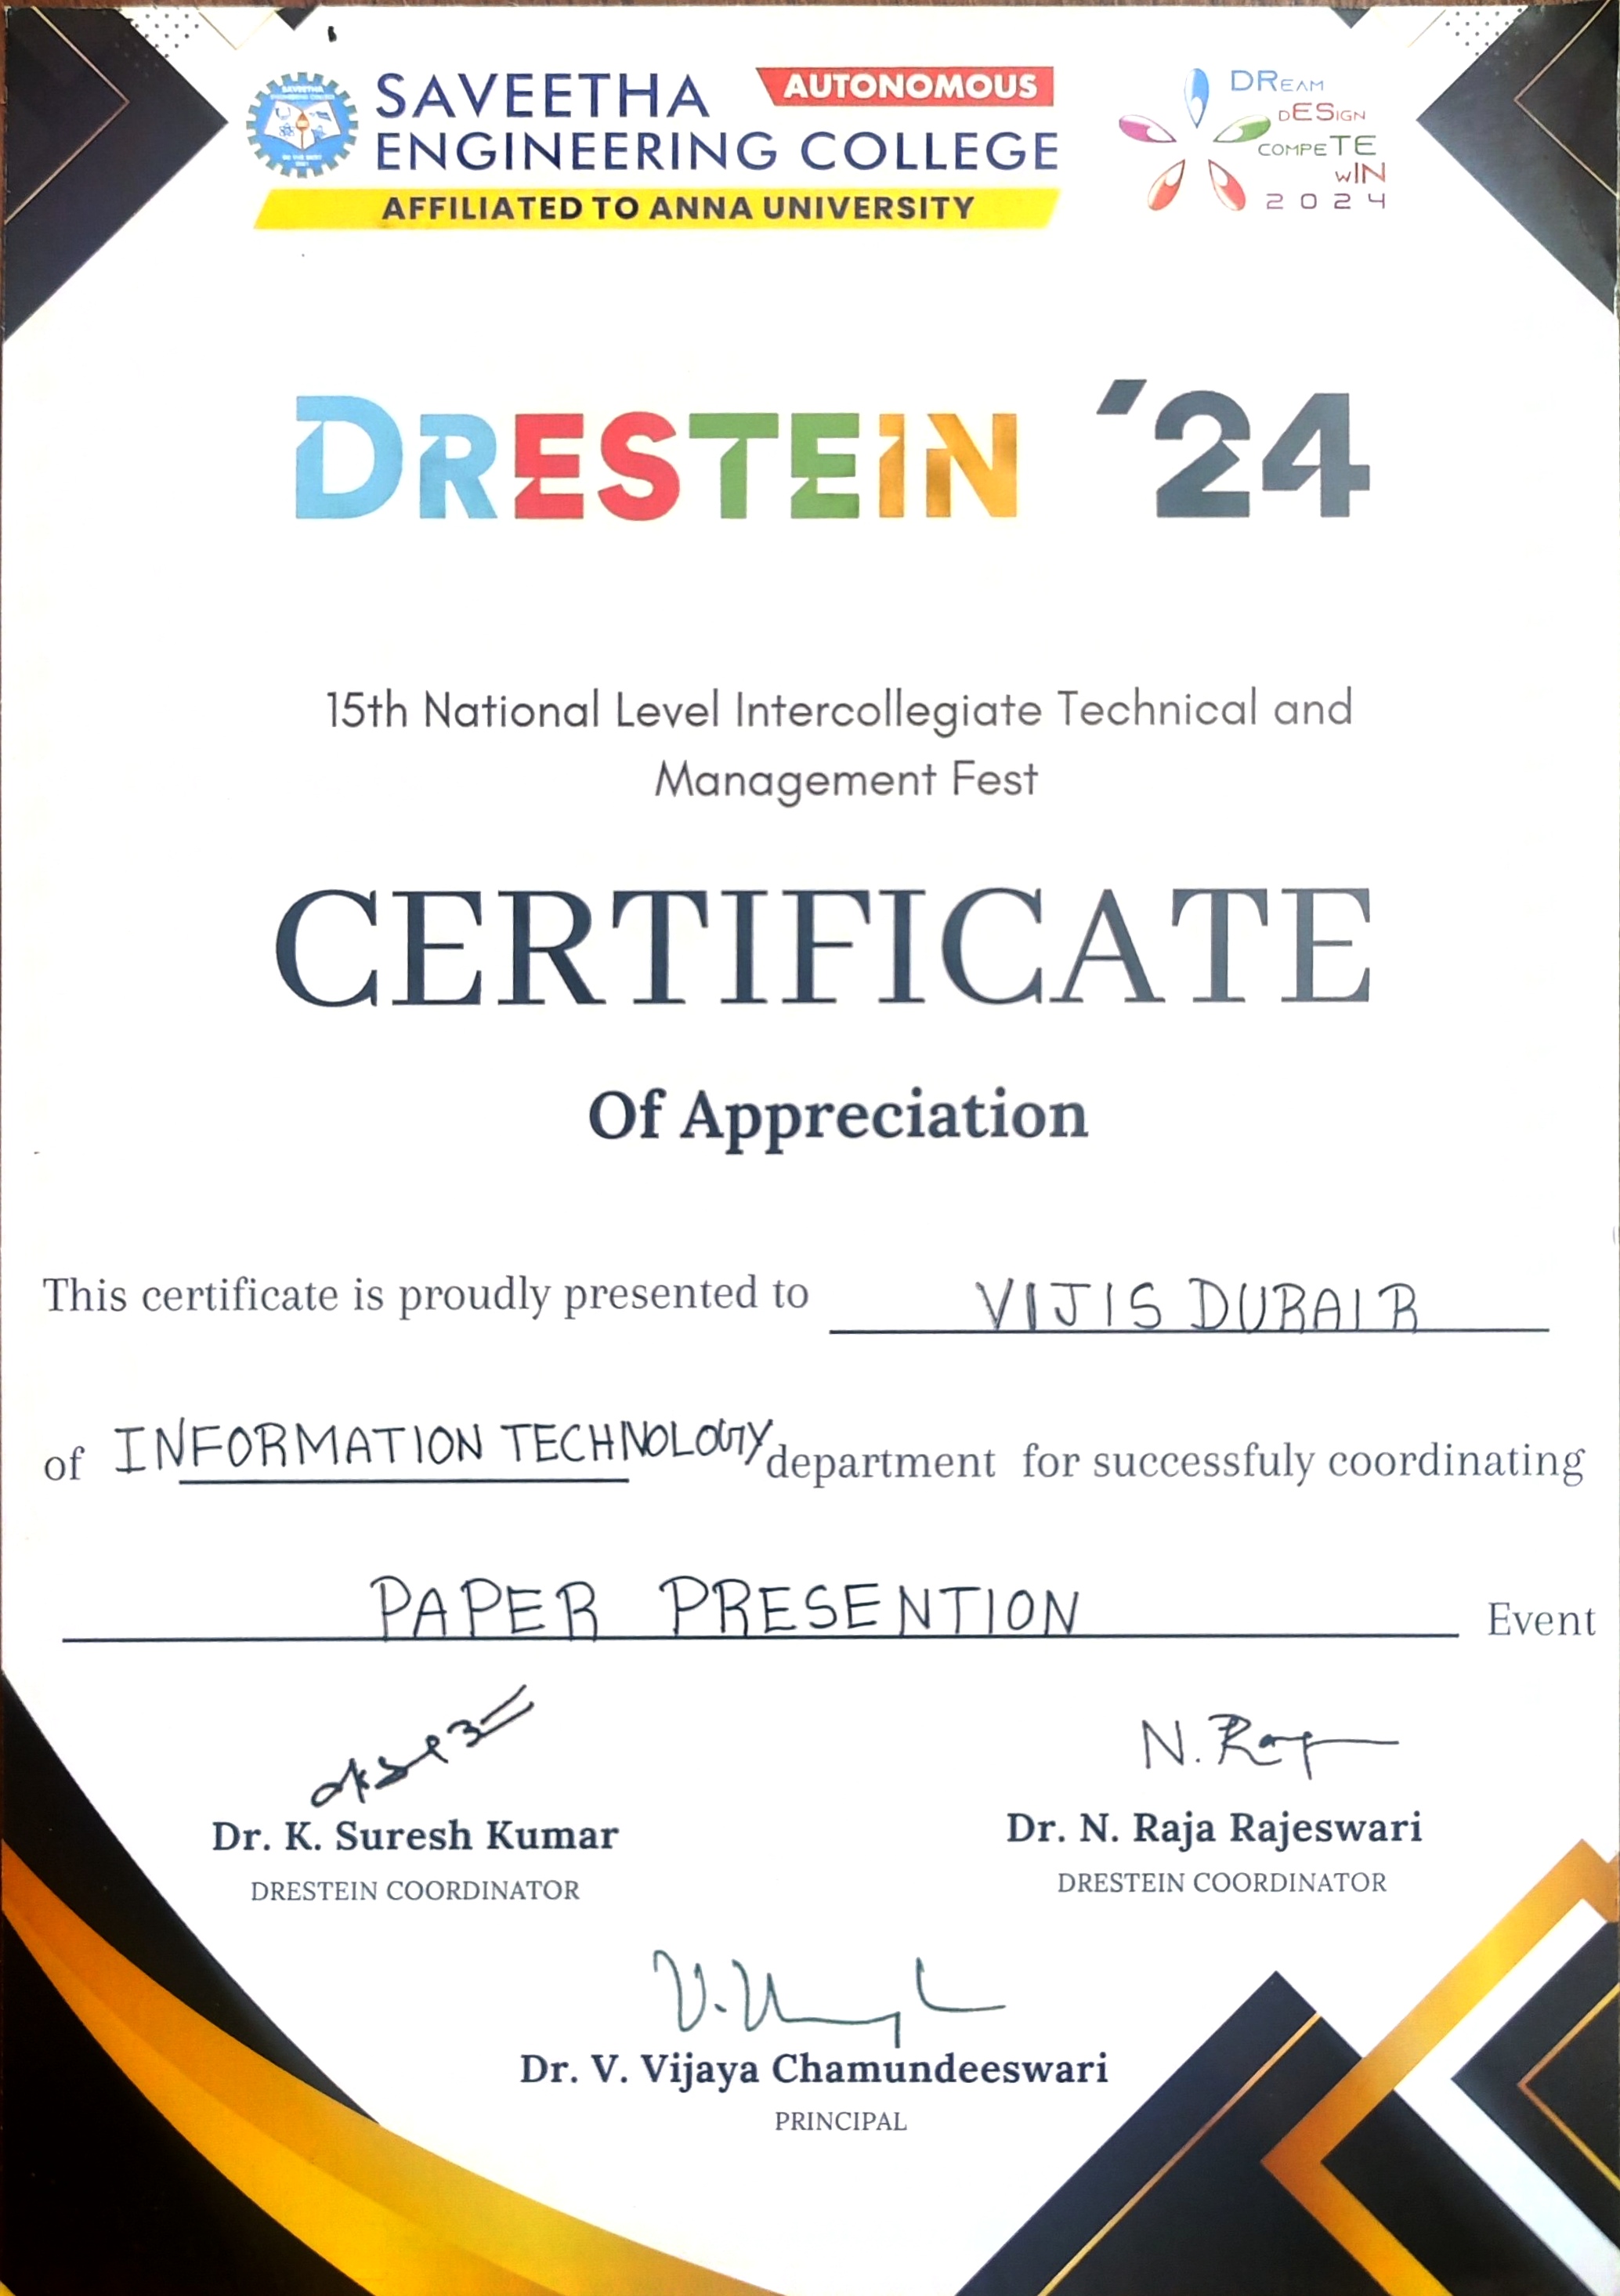 SAVEETHA AUTONOMOUS
ENGINEERING COLLEGE
AFFILIATED TO ANNA UNIVERSITY
DREAM
DESIGN
COMPETE
WIN
2024
DRESTEIN '24
15th National Level Intercollegiate Technical and
Management Fest
CERTIFICATE
Of Appreciation
This certificate is proudly presented to VIJIS DURAI R
of INFORMATION TECHNOLOGY department for successfuly coordinating
PAPER PRESENTION Event
N. Raj
Dr. K. Suresh Kumar
DRESTEIN COORDINATOR
Dr. N. Raja Rajeswari
DRESTEIN COORDINATOR
Dr. V. Vijaya Chamundeeswari
PRINCIPAL